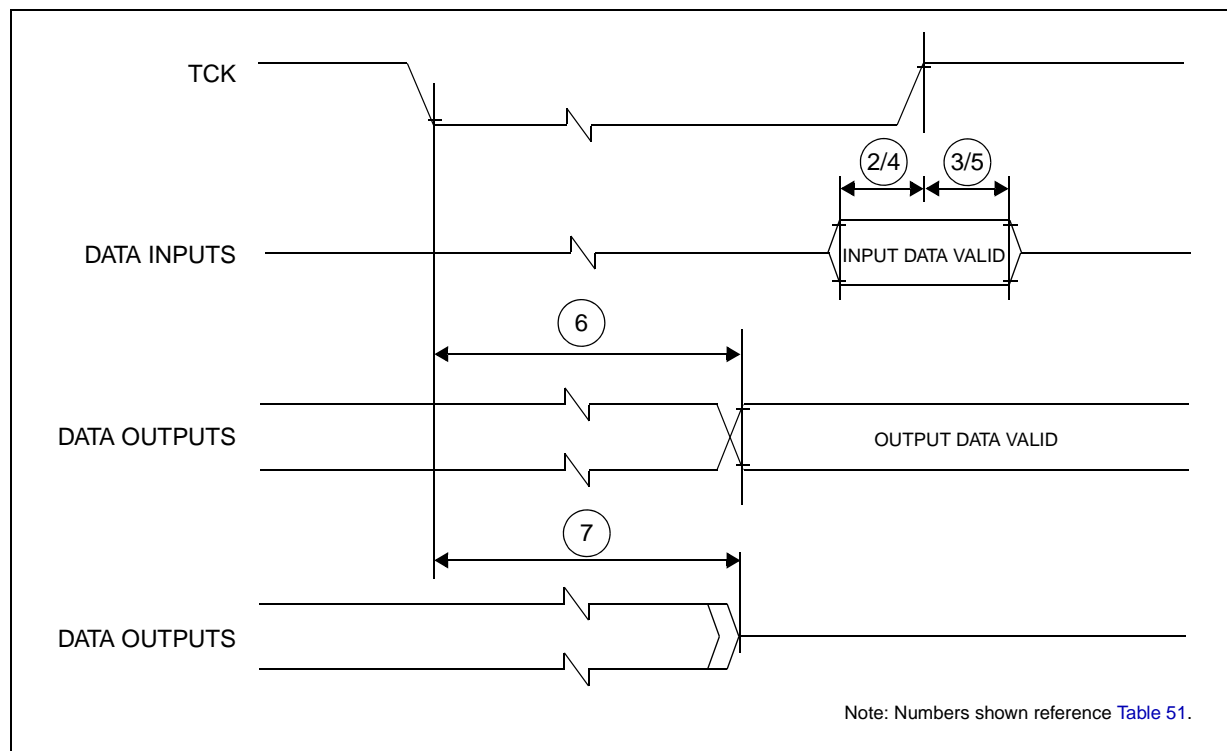 TCK
2/4
3/5
DATA INPUTS
INPUT DATA VALID
6
DATA OUTPUTS
OUTPUT DATA VALID
7
DATA OUTPUTS
Note: Numbers shown reference Table 51.